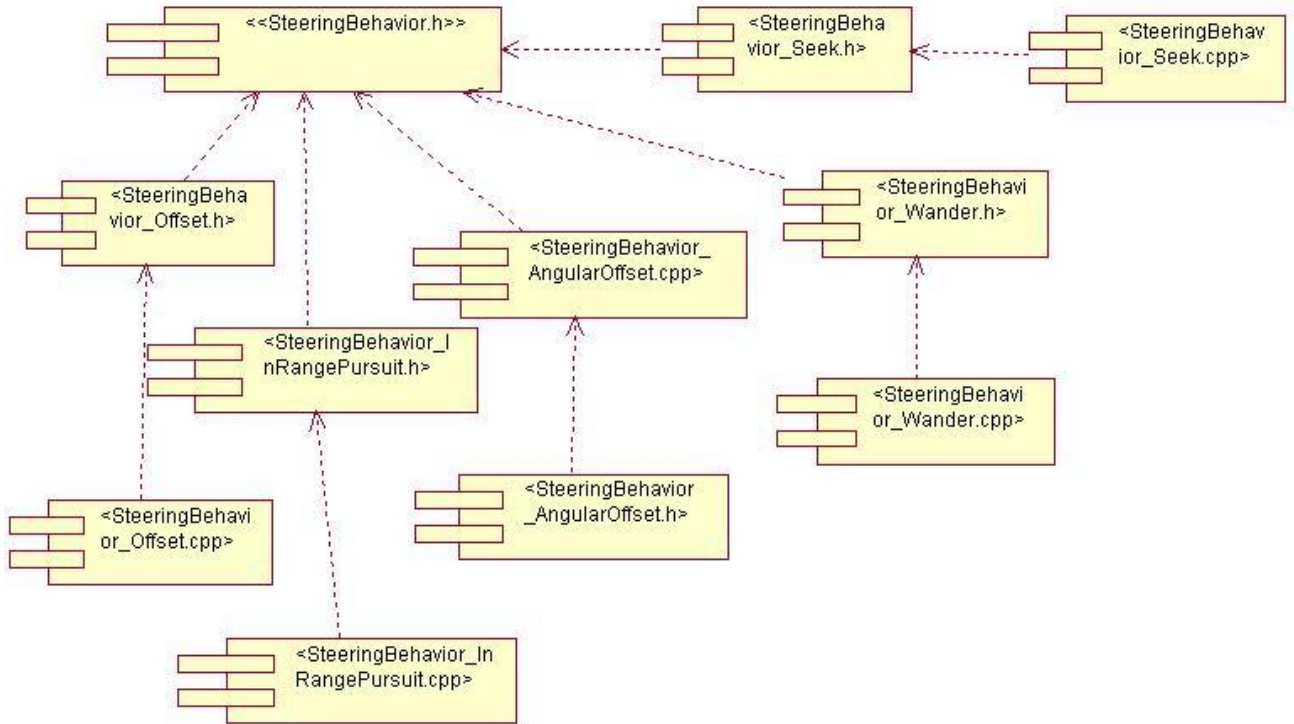 <<SteeringBehavior.h>>
<SteeringBeha
vior_Seek.h>
<SteeringBehav
ior_Seek.cpp>
<SteeringBeha
vior_Offset.h>
<SteeringBehavi
or_Wander.h>
<SteeringBehavior_
AngularOffset.cpp>
<SteeringBehavior_I
nRangePursuit.h>
<SteeringBehavi
or_Wander.cpp>
<SteeringBehavior
_AngularOffset.h>
<SteeringBehavi
or_Offset.cpp>
<SteeringBehavior_In
RangePursuit.cpp>